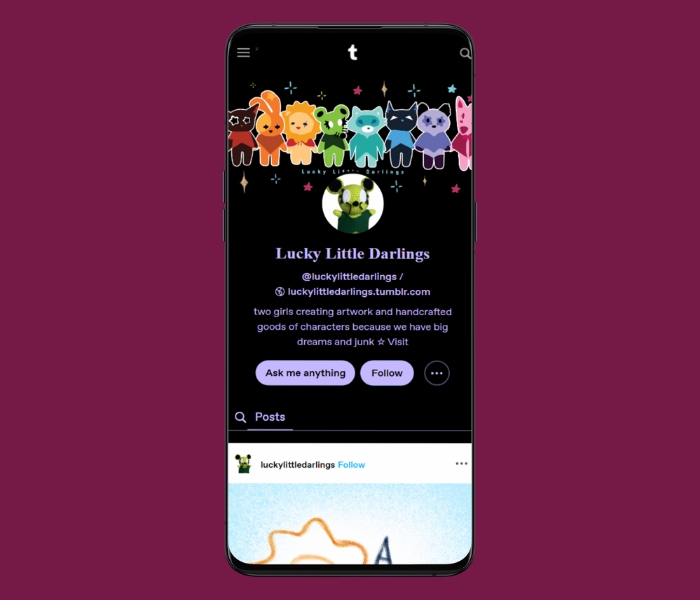 t
Lucky Little Darlings
Lucky Little Darlings
@luckylittledarlings /
luckylittledarlings.tumblr.com
two girls creating artwork and handcrafted
goods of characters because we have big
dreams and junk ☆ Visit
Ask me anything
Follow
Posts
luckylittledarlings Follow
A